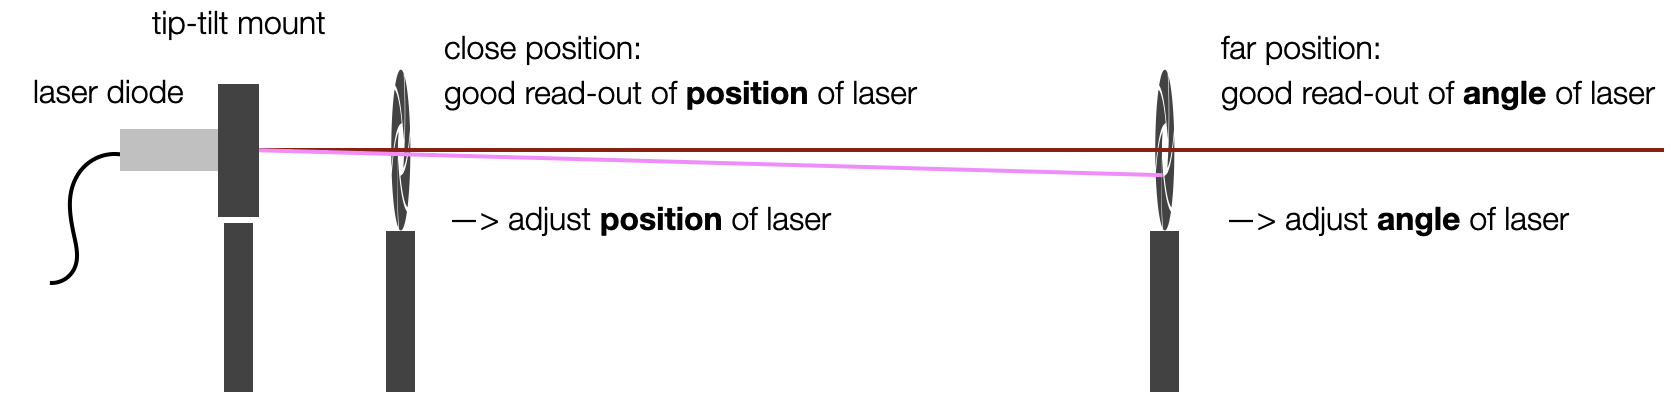 tip-tilt mount
laser diode
close position:
good read-out of position of laser
—> adjust position of laser
far position:
good read-out of angle of laser
—> adjust angle of laser